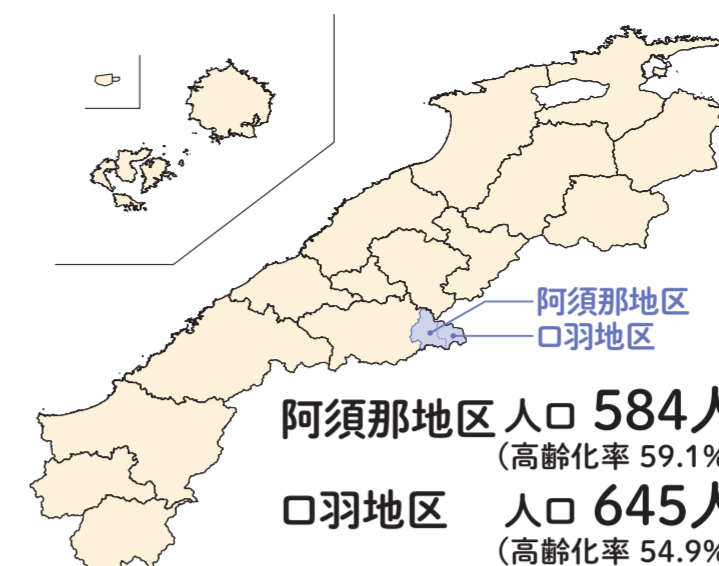 阿須那地区
口羽地区
阿須那地区 人口 584人
（高齢化率 59.1%
口羽地区 人口 645人
（高齢化率 54.9%